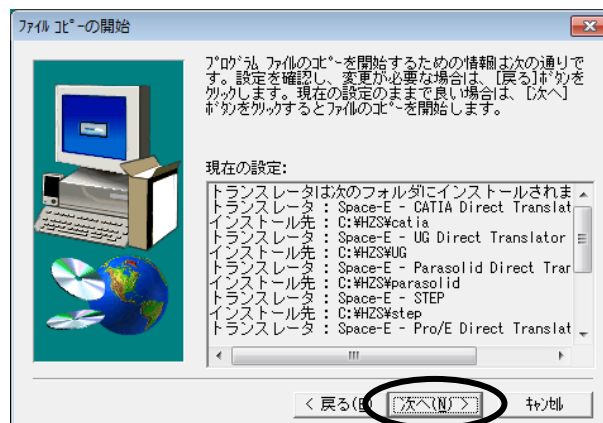 ファイル コピーの開始
プログラム ファイルのコピーを開始するための情報は次の通りで
す。設定を確認し、変更が必要な場合は、[戻る]ボタンを
クリックします。現在の設定のままで良い場合は、[次へ]
ボタンをクリックするとファイルのコピーを開始します。
現在の設定:
トランスレータは次のフォルダにインストールされま
トランスレータ : Space-E - CATIA Direct Translat
インストール先 : C:¥HZS¥catia
トランスレータ : Space-E - UG Direct Translator
インストール先 : C:¥HZS¥UG
トランスレータ : Space-E - Parasolid Direct Tran
インストール先 : C:¥HZS¥parasolid
トランスレータ : Space-E - STEP
インストール先 : C:¥HZS¥step
トランスレータ : Space-E - Pro/E Direct Translat
< 戻る(B) 次へ(N) > キャンセル